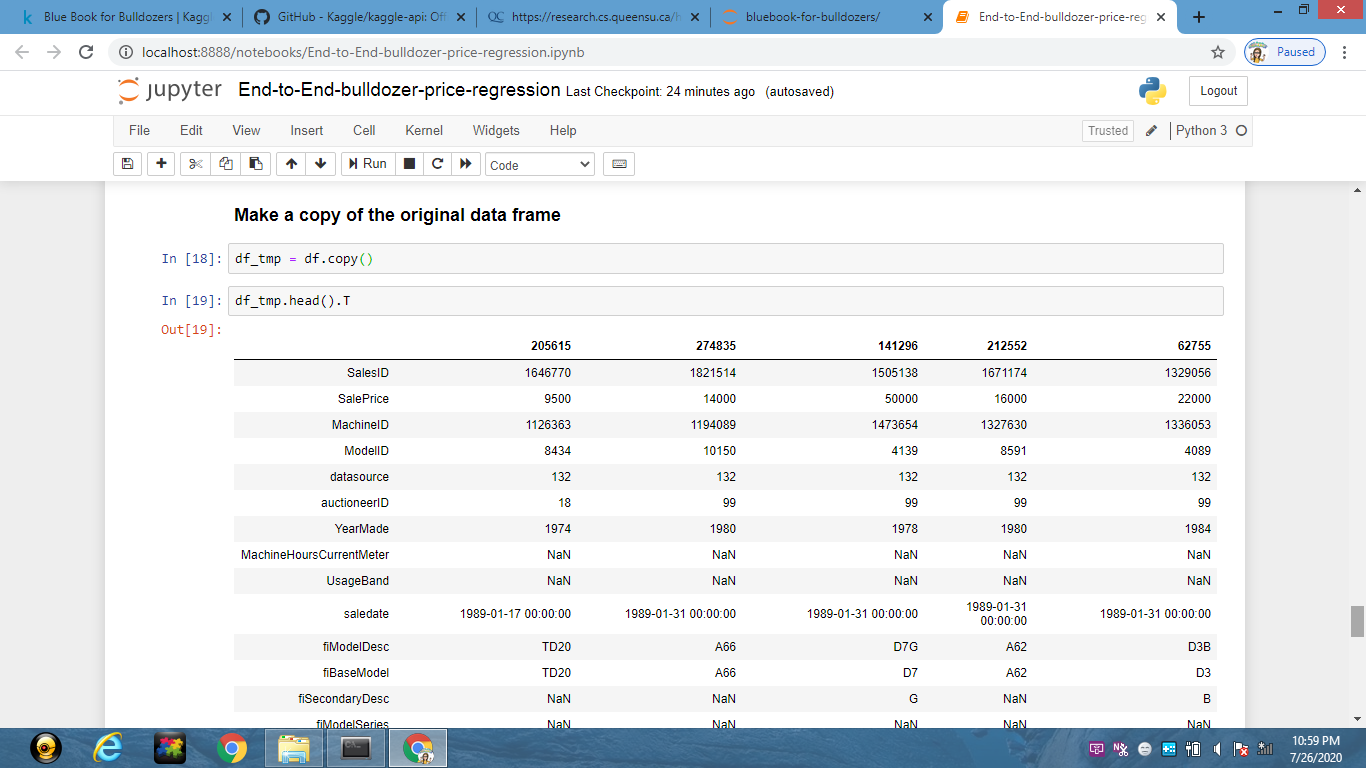 Blue Book for Bulldozers | Kaggl
GitHub - Kaggle/kaggle-api: Off
QC https://research.cs.queensu.ca/h
bluebook-for-bulldozers/
End-to-End-bulldozer-price-reg
localhost:8888/notebooks/End-to-End-bulldozer-price-regression.ipynb
Paused
jupyter End-to-End-bulldozer-price-regression Last Checkpoint: 24 minutes ago (autosaved)
Logout
File Edit View Insert Cell Kernel Widgets Help
Trusted Python 3
Run Code
Make a copy of the original data frame
In [18]: df_tmp = df.copy()
In [19]: df_tmp.head().T
Out[19]:
205615 274835 141296 212552 62755
SalesID 1646770 1821514 1505138 1671174 1329056
SalePrice 9500 14000 50000 16000 22000
MachineID 1126363 1194089 1473654 1327630 1336053
ModelID 8434 10150 4139 8591 4089
datasource 132 132 132 132 132
auctioneerID 18 99 99 99 99
YearMade 1974 1980 1978 1980 1984
MachineHoursCurrentMeter NaN NaN NaN NaN NaN
UsageBand NaN NaN NaN NaN NaN
saledate 1989-01-17 00:00:00 1989-01-31 00:00:00 1989-01-31 00:00:00 1989-01-31 00:00:00 1989-01-31 00:00:00
fiModelDesc TD20 A66 D7G A62 D3B
fiBaseModel TD20 A66 D7 A62 D3
fiSecondaryDesc NaN NaN G NaN B
fiModelSeries NaN NaN NaN NaN NaN
10:59 PM
7/26/2020